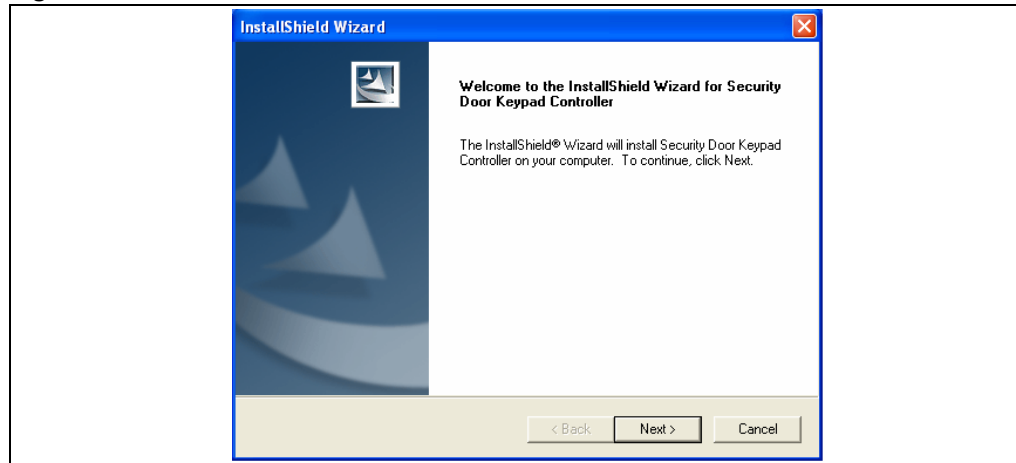 InstallShield Wizard
Welcome to the InstallShield Wizard for Security
Door Keypad Controller
The InstallShield® Wizard will install Security Door Keypad
Controller on your computer. To continue, click Next.
< Back
Next >
Cancel